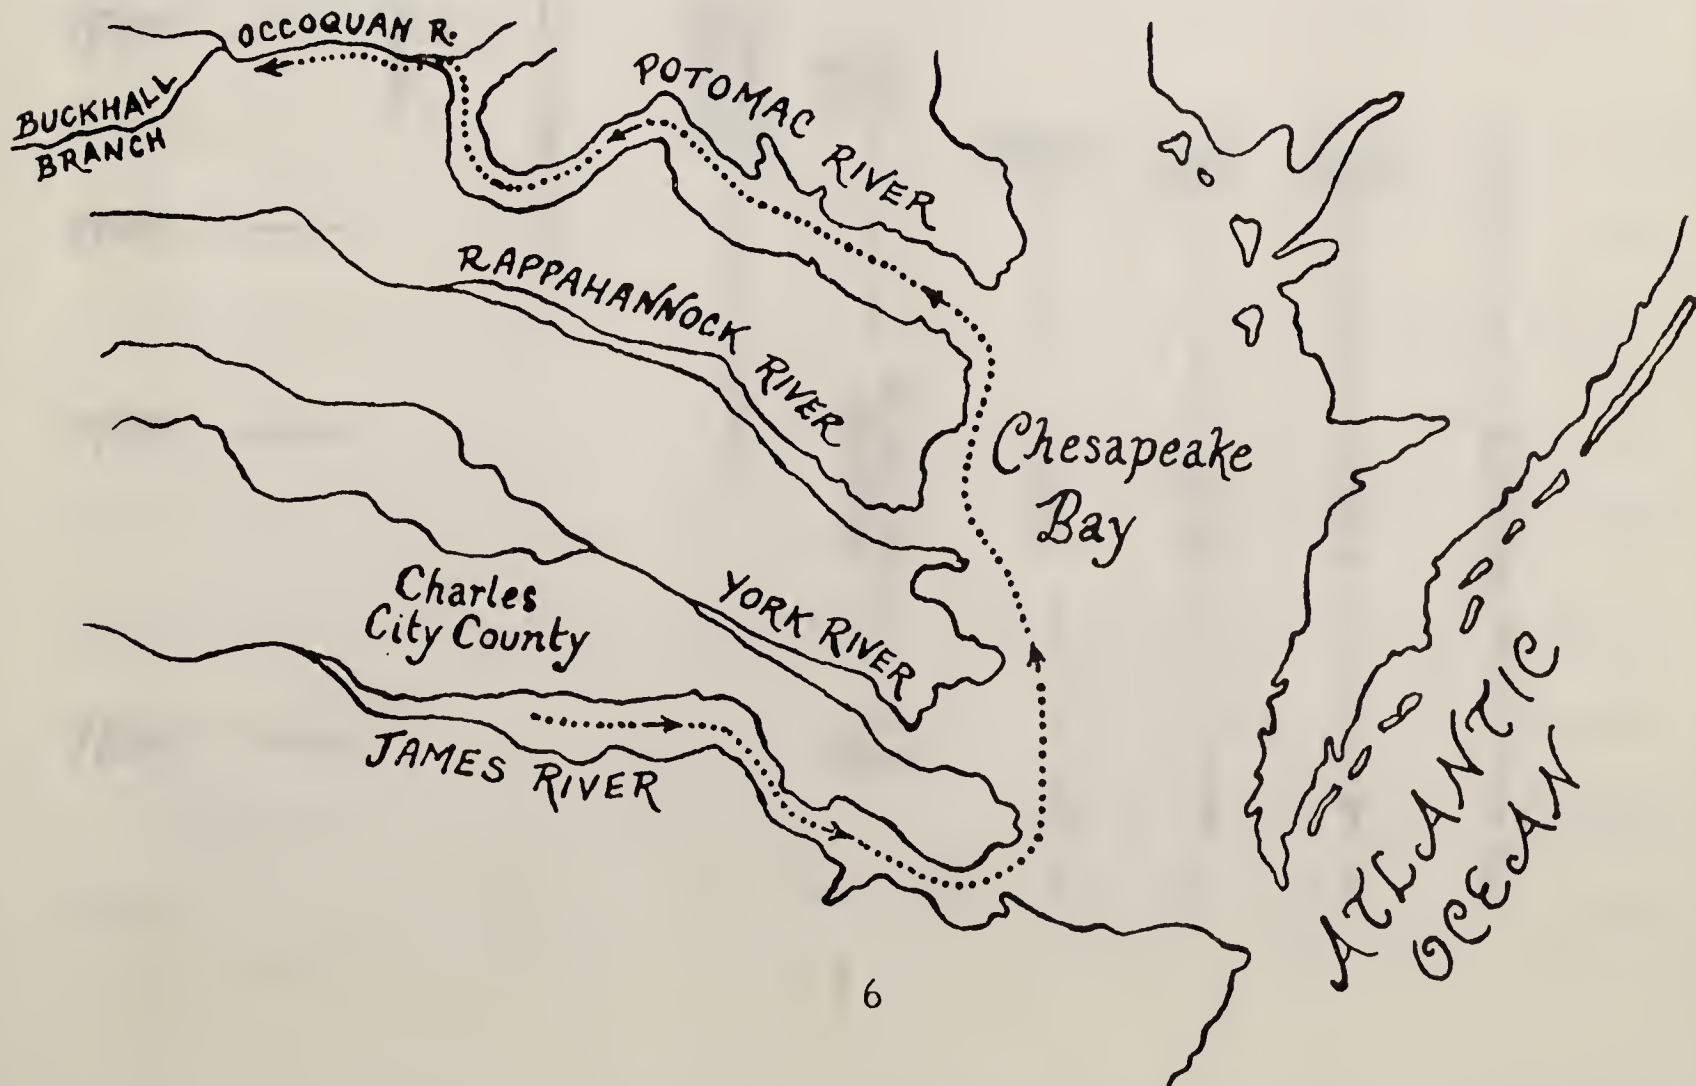 OCCOQUAN R.
BUCKHALL
BRANCH
POTOMAC RIVER
RAPPAHANNOCK RIVER
Chesapeake
Bay
Charles
City County
YORK RIVER
JAMES RIVER
ATLANTIC
OCEAN
6